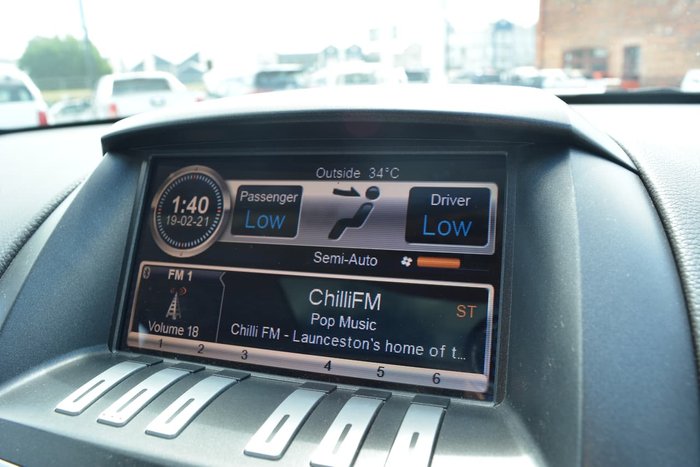 Outside 34°C
1:40
19-02-21
Passenger
Low
Driver
Low
Semi-Auto
FM 1
Volume 18
ChilliFM
ST
Pop Music
Chilli FM - Launceston's home of t...
1 2 3 4 5 6